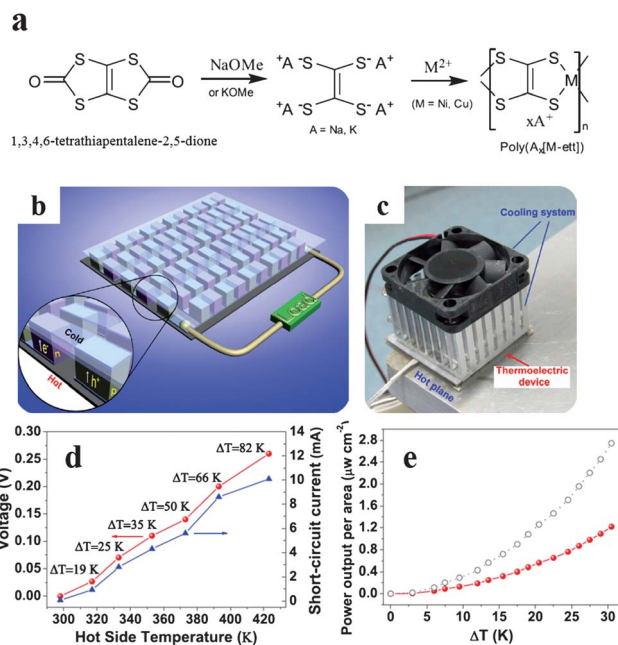 a
O
S
S
S
S
O
NaOMe
or KOMe
1,3,4,6-tetrathiapentalene-2,5-dione
⁺A ⁻S
S⁻ A⁺
⁺A ⁻S
S⁻ A⁺
A = Na, K
M²⁺
(M = Ni, Cu)
S
S
S
S
M
n
xA⁺
Poly(Aₓ[M-ett])
b
Cold
e⁻
n
h⁺
p
Hot
c
Cooling system
Thermoelectric device
Hot plane
d
Voltage (V)
0.30
0.25
0.20
0.15
0.10
0.05
0.00
ΔT=19 K
ΔT=25 K
ΔT=35 K
ΔT=50 K
ΔT=66 K
ΔT=82 K
14
12
10
8
6
4
2
0
Short-circuit current (mA)
300 320 340 360 380 400 420
Hot Side Temperature (K)
e
Power output per area (μw cm⁻²)
2.8
2.4
2.0
1.6
1.2
0.8
0.4
0.0
0 5 10 15 20 25 30
ΔT (K)